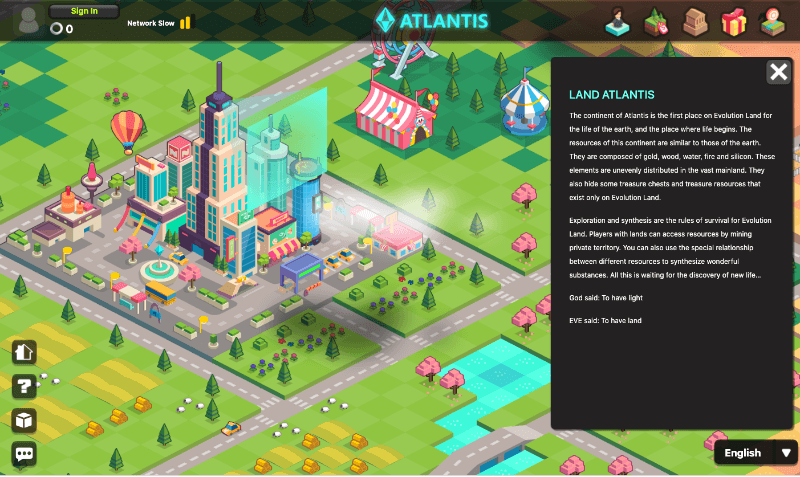 Sign In
0
Network Slow
ATLANTIS
LAND ATLANTIS
The continent of Atlantis is the first place on Evolution Land for
the life of the earth, and the place where life begins. The
resources of this continent are similar to those of the earth.
They are composed of gold, wood, water, fire and silicon. These
elements are unevenly distributed in the vast mainland. They
also hide some treasure chests and treasure resources that
exist only on Evolution Land.
Exploration and synthesis are the rules of survival for Evolution
Land. Players with lands can access resources by mining
private territory. You can also use the special relationship
between different resources to synthesize wonderful
substances. All this is waiting for the discovery of new life...
God said: To have light
EVE said: To have land
English